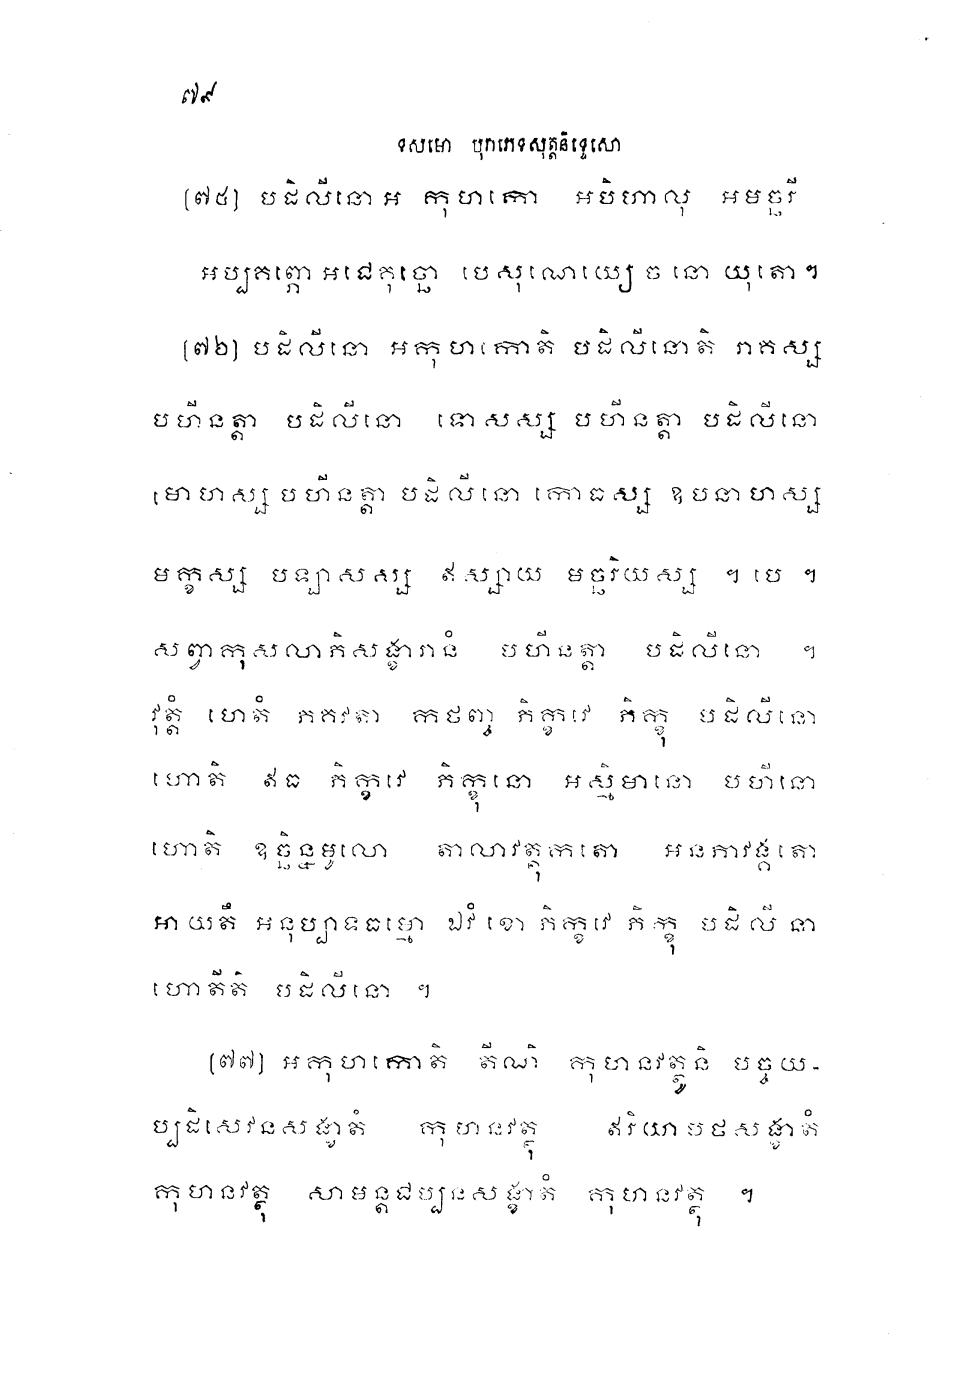 ៧៩
ទសមោ បុរាភេទសុត្តនិទ្ទេសោ
(៧៥) បដិលីនោ អ កុហកោ អបិហាលុ អមច្ឆរី
អប្បគព្ភោ អជេគុច្ឆោ បេសុណេយ្យេ ច នោ យុតោ។
(៧៦) បដិលីនោ អកុហកោតិ បដិលីនោតិ រាគស្ស
បហីនត្តា បដិលីនោ ទោសស្ស បហីនត្តា បដិលីនោ
មោហស្ស បហីនត្តា បដិលីនោ កោធស្ស ឧបនាហស្ស
មក្ខស្ស បឡាសស្ស ឥស្សាយ មច្ឆរិយស្ស ។ បេ ។
សព្វាកុសលាភិសង្ខារានំ បហីនត្តា បដិលីនោ ។
វុត្តំ ហេតំ ភគវតា កថញ្ច ភិក្ខវេ ភិក្ខុ បដិលីនោ
ហោតិ ឥធ ភិក្ខវេ ភិក្ខុនោ អស្មិមានោ បហីនោ
ហោតិ ឧច្ឆិន្នមូលោ តាលាវត្ថុកតោ អនភាវង្គតោ
អាយតឹ អនុប្បាទធម្មោ ឯវំ ខោ ភិក្ខវេ ភិក្ខុ បដិលីនោ
ហោតីតិ បដិលីនោ ។
(៧៧) អកុហកោតិ តីណិ កុហនវត្ថូនិ បច្ចយ-
ប្បដិសេវនសង្ខាតំ កុហនវត្ថុ ឥរិយាបថសង្ខាតំ
កុហនវត្ថុ សាមន្តជប្បនសង្ខាតំ កុហនវត្ថុ ។